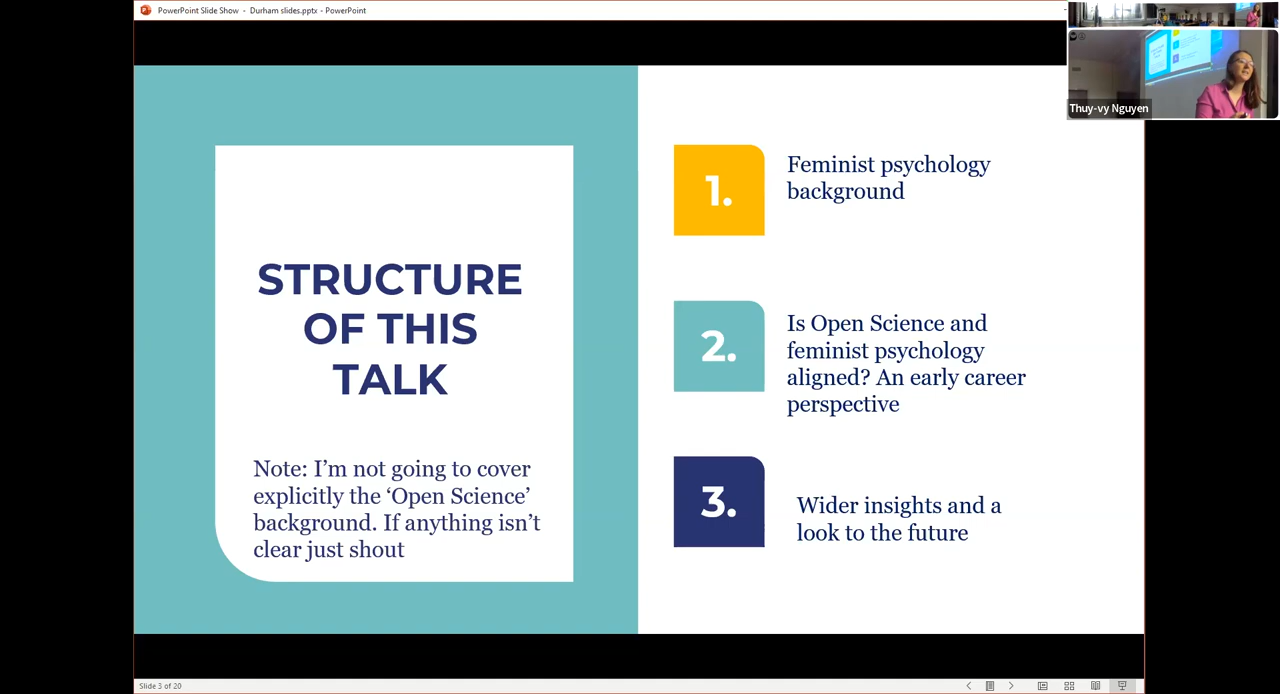 PowerPoint Slide Show - Durham slides.pptx - PowerPoint
Thuy-vy Nguyen
STRUCTURE
OF THIS
TALK
Note: I’m not going to cover
explicitly the ‘Open Science’
background. If anything isn’t
clear just shout
1.
Feminist psychology
background
2.
Is Open Science and
feminist psychology
aligned? An early career
perspective
3.
Wider insights and a
look to the future
Slide 3 of 20